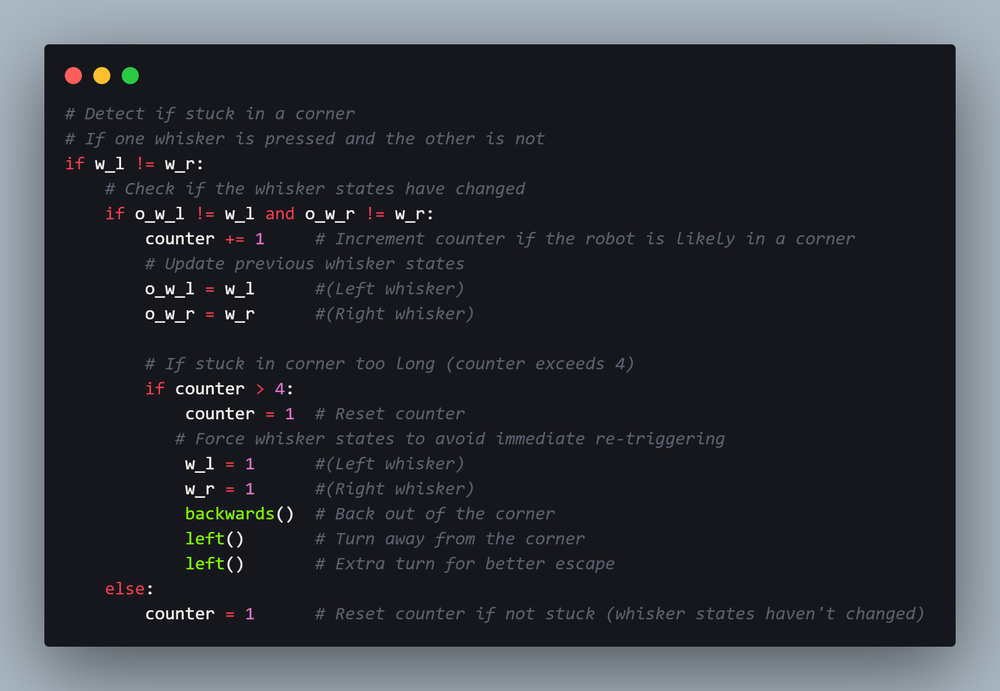 # Detect if stuck in a corner
# If one whisker is pressed and the other is not
if w_l != w_r:
    # Check if the whisker states have changed
    if o_w_l != w_l and o_w_r != w_r:
        counter += 1     # Increment counter if the robot is likely in a corner
        # Update previous whisker states
        o_w_l = w_l      #(Left whisker)
        o_w_r = w_r      #(Right whisker)

        # If stuck in corner too long (counter exceeds 4)
        if counter > 4:
            counter = 1  # Reset counter
           # Force whisker states to avoid immediate re-triggering
            w_l = 1      #(Left whisker)
            w_r = 1      #(Right whisker)
            backwards()  # Back out of the corner
            left()       # Turn away from the corner
            left()       # Extra turn for better escape
    else:
        counter = 1      # Reset counter if not stuck (whisker states haven't changed)